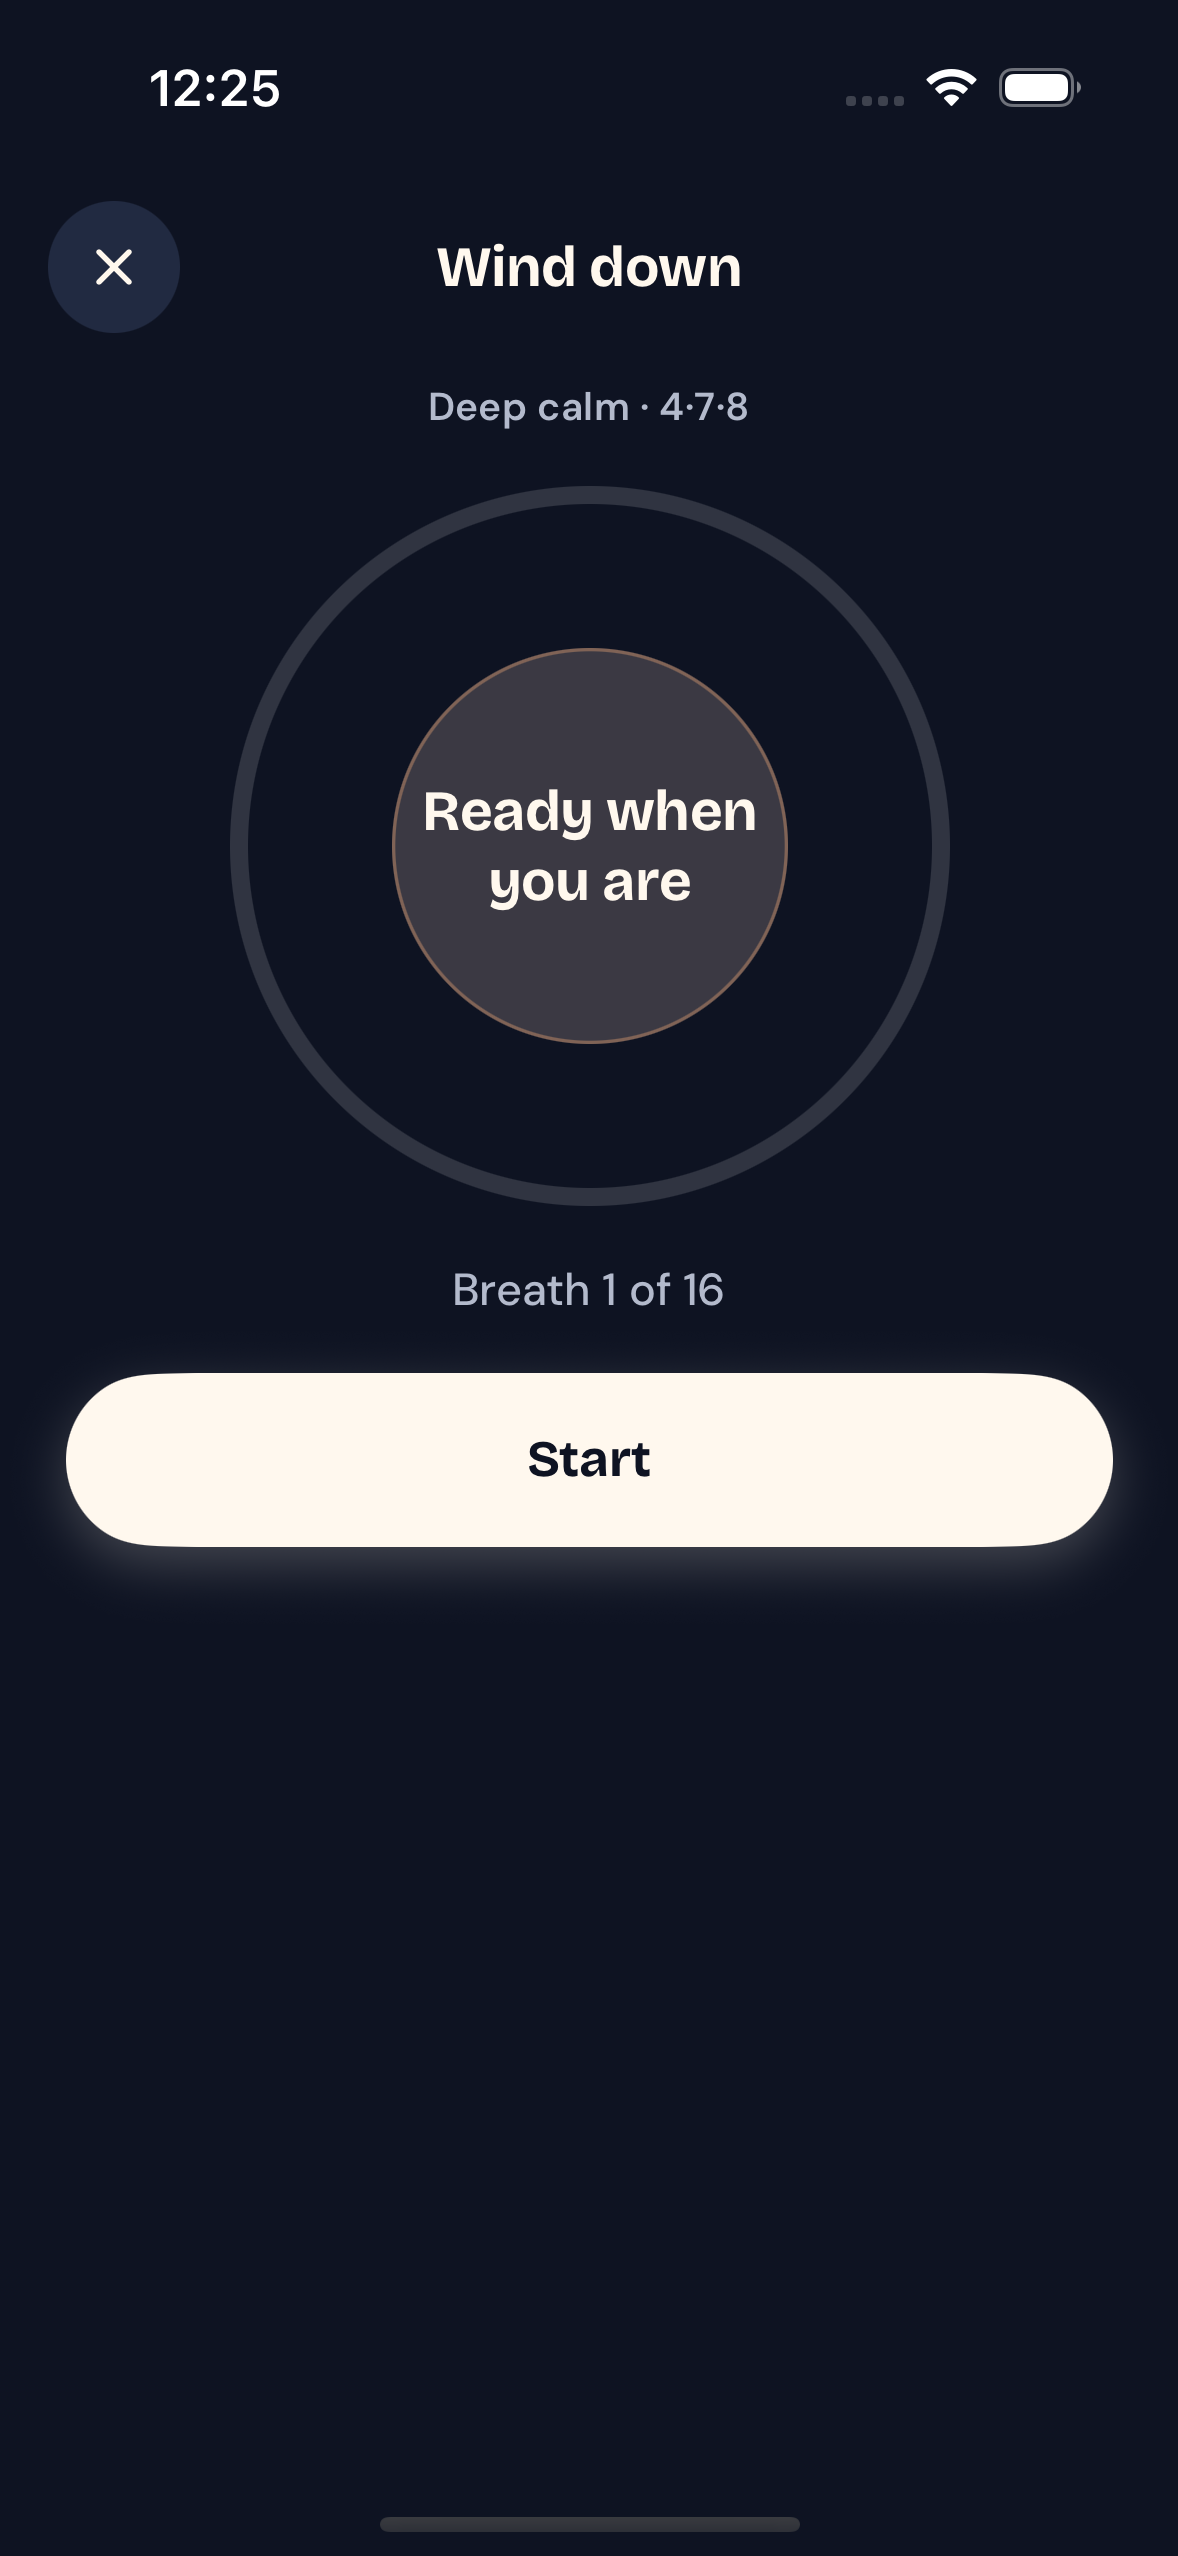 12:25
Wind down
Deep calm · 4·7·8
Ready when
you are
Breath 1 of 16
Start